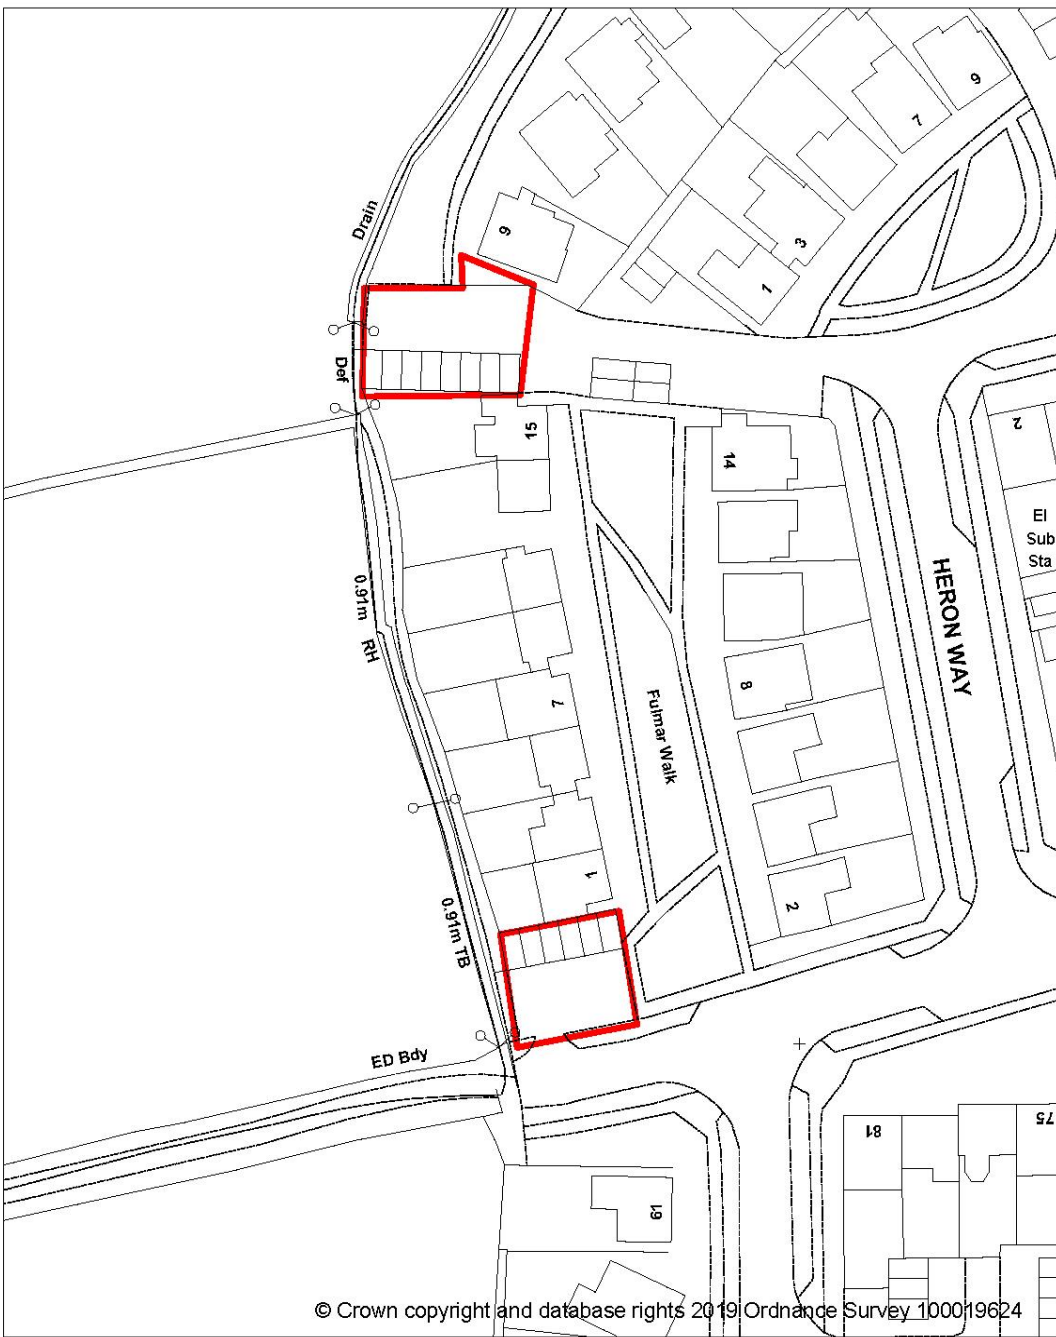 9
7
Drain
9
3
1
Def
15
14
2
El
Sub
Sta
HERON WAY
0.91m
RH
8
7
Fulmar Walk
1
2
0.91m TB
ED Bdy
81
75
61
© Crown copyright and database rights 2019 Ordnance Survey 100019624